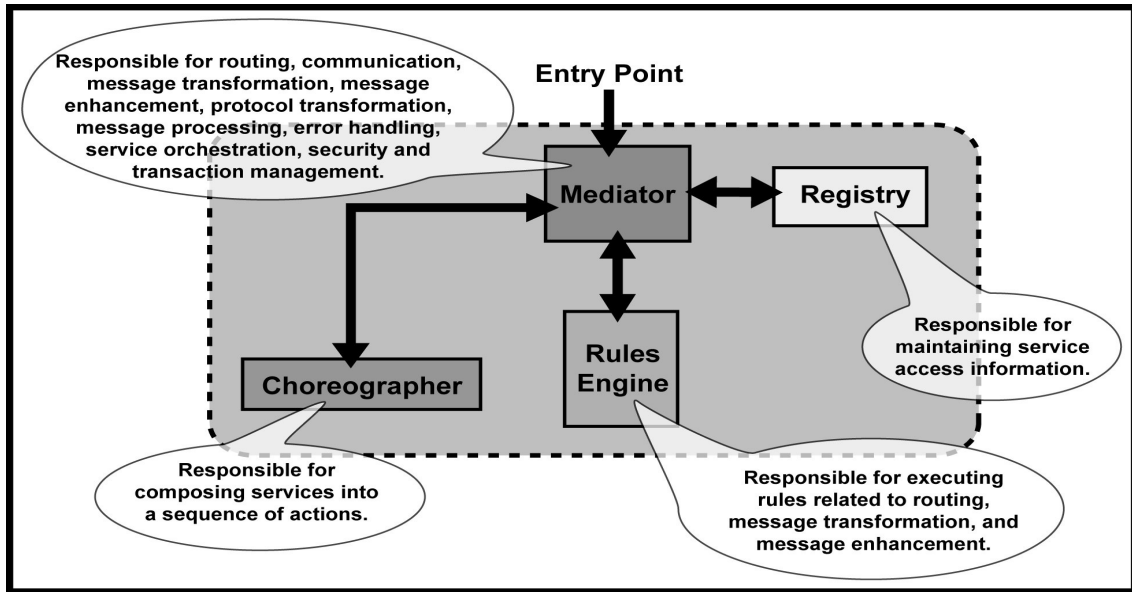 Responsible for routing, communication,
message transformation, message
enhancement, protocol transformation,
message processing, error handling,
service orchestration, security and
transaction management.
Entry Point
Mediator
Registry
Responsible for
maintaining service
access information.
Rules
Engine
Choreographer
Responsible for
composing services into
a sequence of actions.
Responsible for executing
rules related to routing,
message transformation, and
message enhancement.